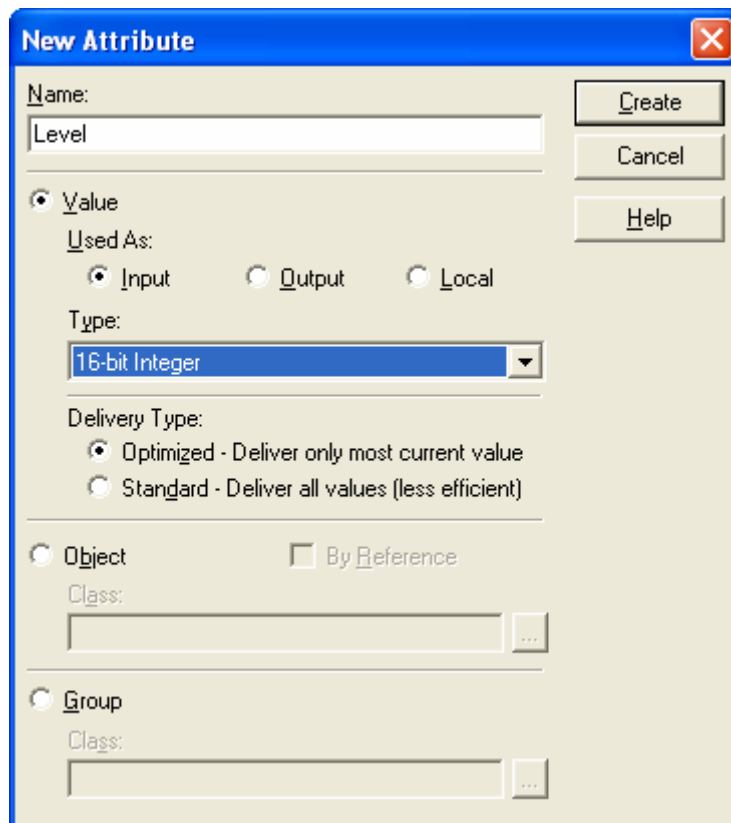 New Attribute
Name:
Create
Level
Cancel
Value
Help
Used As:
Input Output Local
Type:
16-bit Integer
Delivery Type:
Optimized - Deliver only most current value
Standard - Deliver all values (less efficient)
Object By Reference
Class:
...
Group
Class:
...